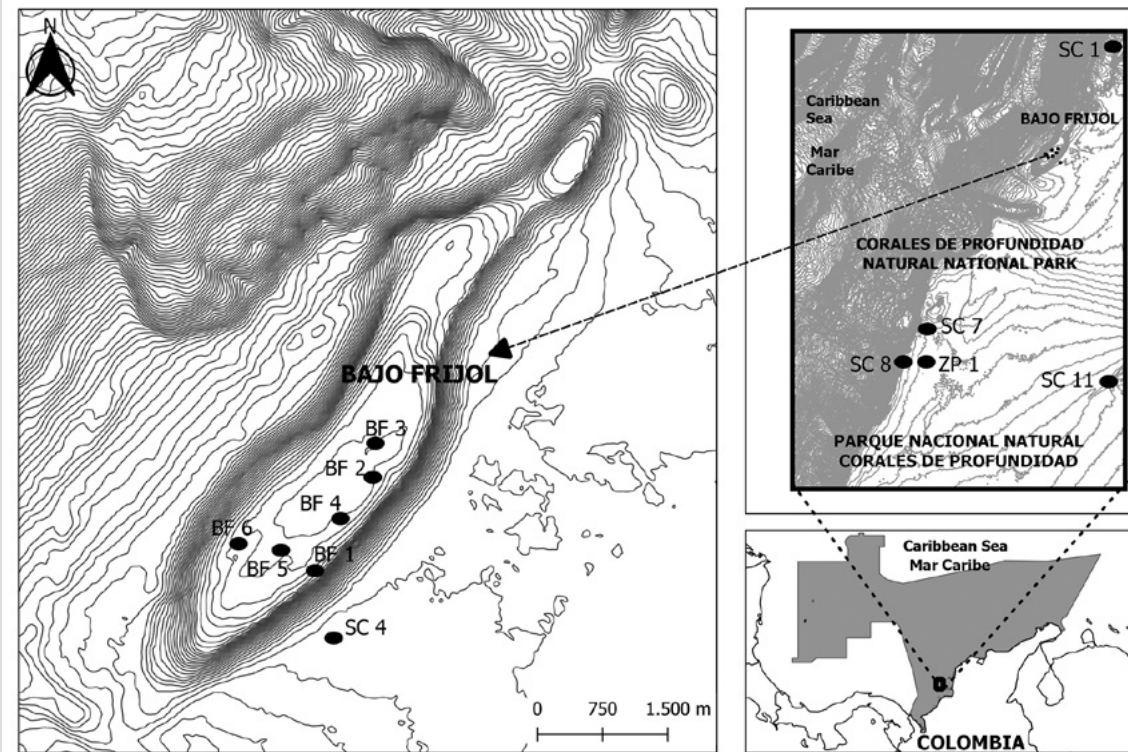 N
BAJO FRIJOL
BF 3
BF 2
BF 4
BF 6
BF 5
BF 1
SC 4
0 750 1.500 m
SC 1
Caribbean
Sea
BAJO FRIJOL
Mar
Caribe
CORALES DE PROFUNDIDAD
NATURAL NATIONAL PARK
SC 7
SC 8
ZP 1
SC 11
PARQUE NACIONAL NATURAL
CORALES DE PROFUNDIDAD
Caribbean Sea
Mar Caribe
COLOMBIA